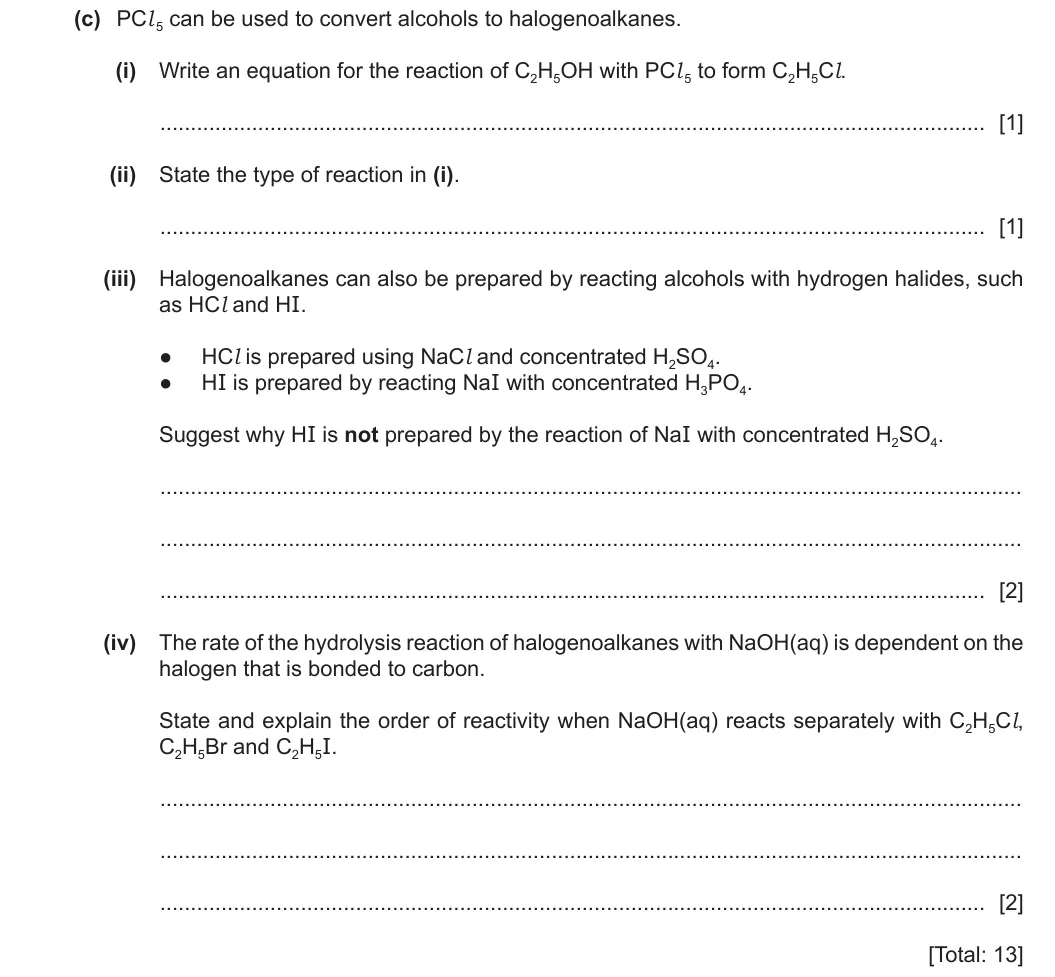 (c) PCl₅ can be used to convert alcohols to halogenoalkanes.
(i) Write an equation for the reaction of C₂H₅OH with PCl₅ to form C₂H₅Cl.
.......................................................................................................................................... [1]
(ii) State the type of reaction in (i).
.......................................................................................................................................... [1]
(iii) Halogenoalkanes can also be prepared by reacting alcohols with hydrogen halides, such
as HCl and HI.
● HCl is prepared using NaCl and concentrated H₂SO₄.
● HI is prepared by reacting NaI with concentrated H₃PO₄.
Suggest why HI is not prepared by the reaction of NaI with concentrated H₂SO₄.
................................................................................................................................................
................................................................................................................................................
.......................................................................................................................................... [2]
(iv) The rate of the hydrolysis reaction of halogenoalkanes with NaOH(aq) is dependent on the
halogen that is bonded to carbon.
State and explain the order of reactivity when NaOH(aq) reacts separately with C₂H₅Cl,
C₂H₅Br and C₂H₅I.
................................................................................................................................................
................................................................................................................................................
.......................................................................................................................................... [2]
[Total: 13]